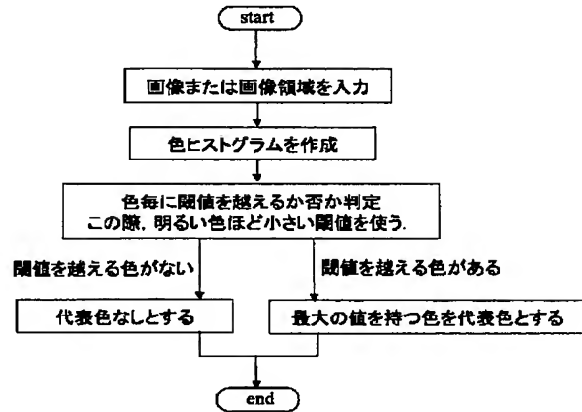 start
画像または画像領域を入力
色ヒストグラムを作成
色毎に閾値を越えるか否か判定
この際,明るい色ほど小さい閾値を使う.
閾値を越える色がない
閾値を越える色がある
代表色なしとする
最大の値を持つ色を代表色とする
end